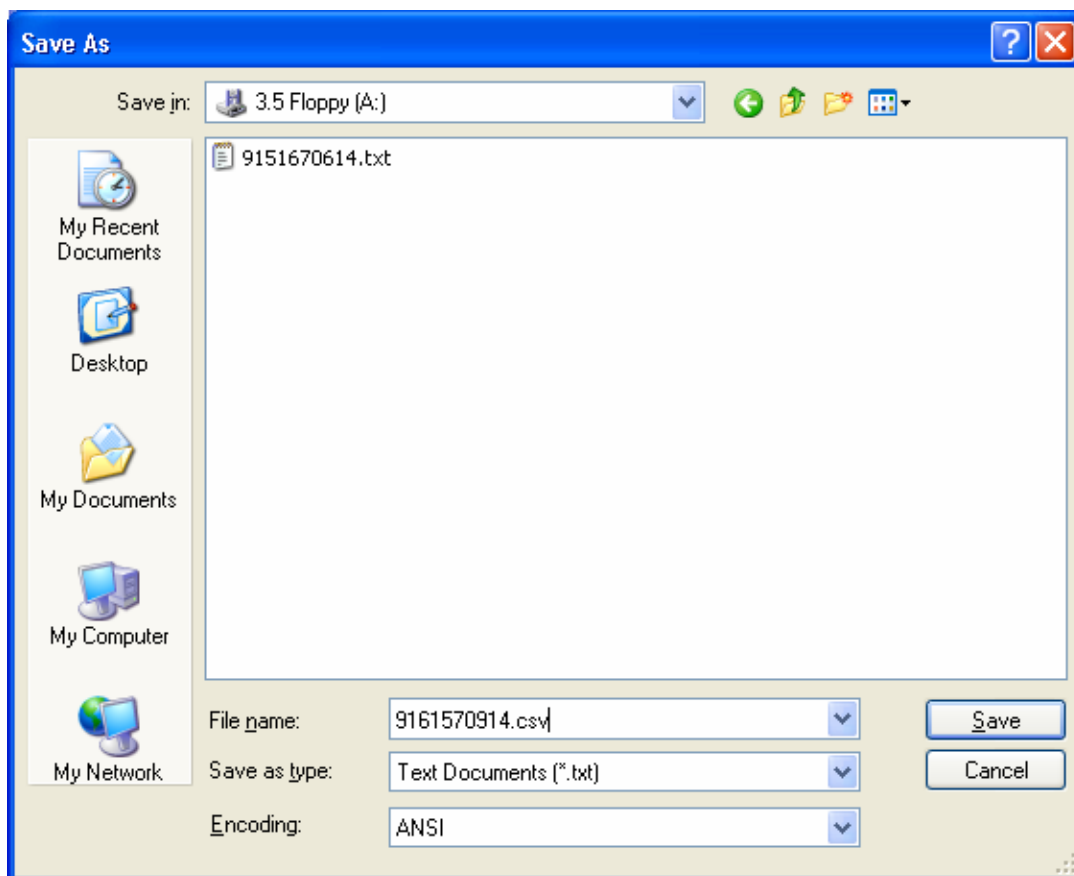 Save As
Save in:
3.5 Floppy (A:)
9151670614.txt
My Recent
Documents
Desktop
My Documents
My Computer
My Network
File name:
9161570914.csv
Save
Save as type:
Text Documents (*.txt)
Cancel
Encoding:
ANSI